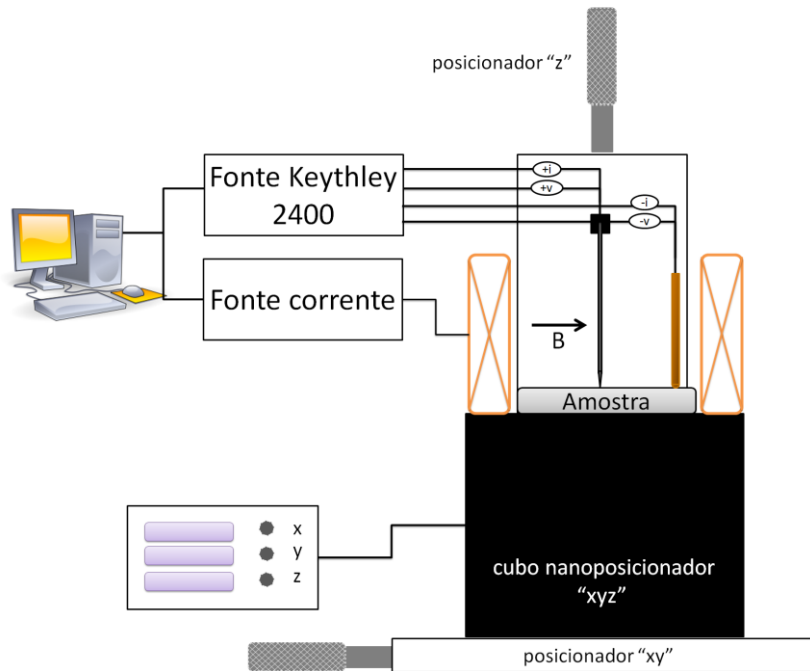 posicionador “z”
Fonte Keythley
2400
+i
+v
-i
-v
Fonte corrente
B
Amostra
x
y
z
cubo nanoposicionador
“xyz”
posicionador “xy”